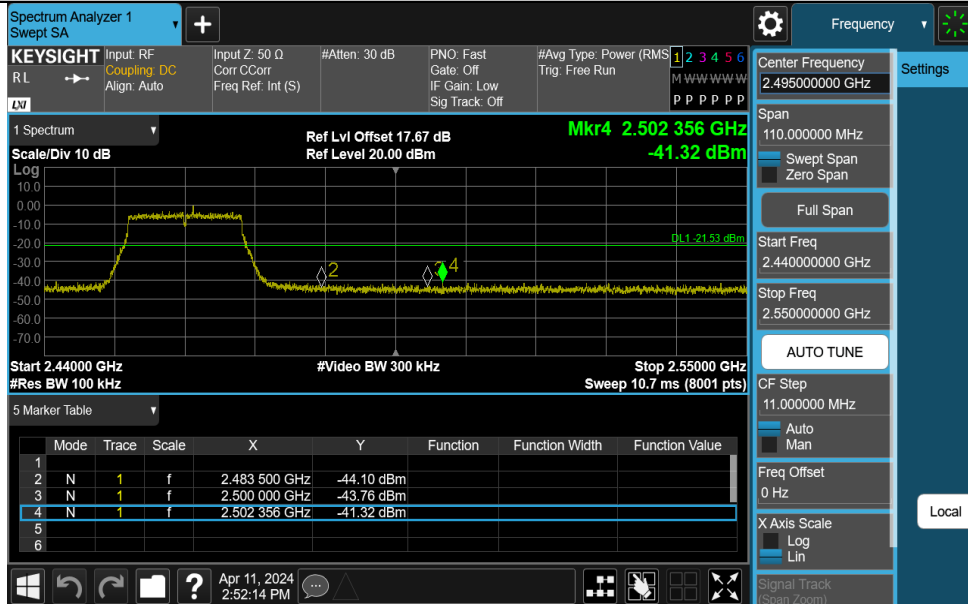 Spectrum Analyzer 1
Swept SA
Frequency
KEYSIGHT
R L
LXI
Input: RF
Coupling: DC
Align: Auto
Input Z: 50 Ω
Corr CCorr
Freq Ref: Int (S)
#Atten: 30 dB
PNO: Fast
Gate: Off
IF Gain: Low
Sig Track: Off
#Avg Type: Power (RMS
Trig: Free Run
1 2 3 4 5 6
M W W W W W
P P P P P P
1 Spectrum
Scale/Div 10 dB
Ref Lvl Offset 17.67 dB
Ref Level 20.00 dBm
Mkr4 2.502 356 GHz
-41.32 dBm
Log
10.0
0.00
-10.0
-20.0
-30.0
-40.0
-50.0
-60.0
-70.0
DL1 -21.53 dBm
2
3
4
Start 2.44000 GHz
#Video BW 300 kHz
Stop 2.55000 GHz
#Res BW 100 kHz
Sweep 10.7 ms (8001 pts)
5 Marker Table
Mode Trace Scale X Y Function Function Width Function Value
1
2 N 1 f 2.483 500 GHz -44.10 dBm
3 N 1 f 2.500 000 GHz -43.76 dBm
4 N 1 f 2.502 356 GHz -41.32 dBm
5
6
Center Frequency
2.495000000 GHz
Settings
Span
110.000000 MHz
Swept Span
Zero Span
Full Span
Start Freq
2.440000000 GHz
Stop Freq
2.550000000 GHz
AUTO TUNE
CF Step
11.000000 MHz
Auto
Man
Freq Offset
0 Hz
Local
X Axis Scale
Log
Lin
Signal Track
(Span Zoom)
?
Apr 11, 2024
2:52:14 PM